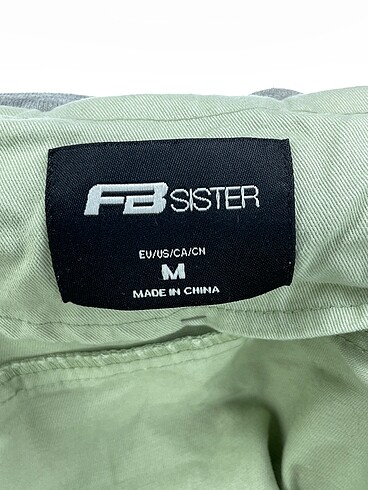 FB SISTER
EU/US/CA/CN
M
MADE IN CHINA